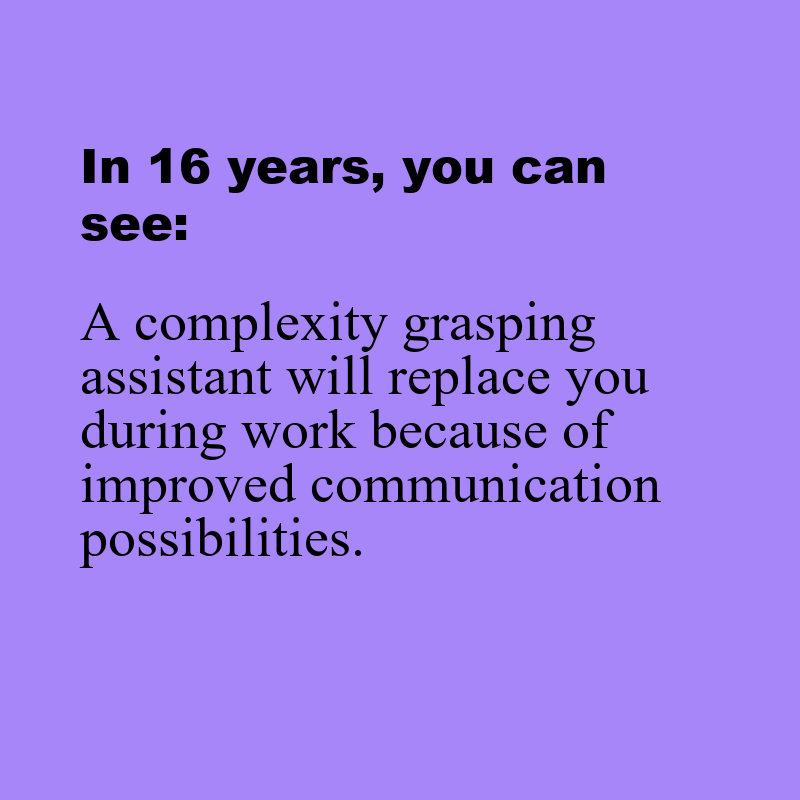 In 16 years, you can
see:
A complexity grasping
assistant will replace you
during work because of
improved communication
possibilities.